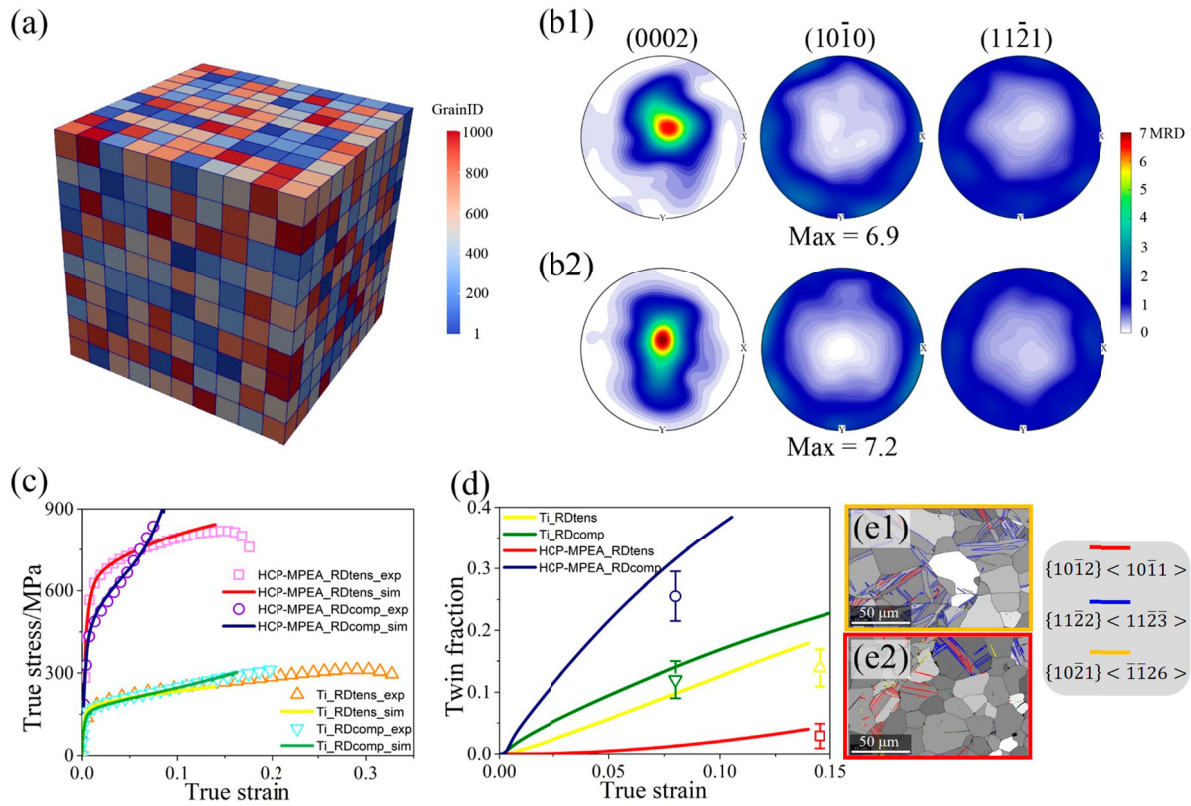 (a)
GrainID
1000
800
600
400
200
1
(b1)
(0002)
(101̄0)
(112̄1)
X
Y
X
Y
X
Y
Max = 6.9
7 MRD
6
5
4
3
2
1
0
(b2)
X
Y
X
Y
X
Y
Max = 7.2
(c)
True stress/MPa
900
600
300
0
HCP-MPEA_RDtens_exp
HCP-MPEA_RDtens_sim
HCP-MPEA_RDcomp_exp
HCP-MPEA_RDcomp_sim
Ti_RDtens_exp
Ti_RDtens_sim
Ti_RDcomp_exp
Ti_RDcomp_sim
0.0 0.1 0.2 0.3
True strain
(d)
Twin fraction
0.4
0.3
0.2
0.1
0.0
Ti_RDtens
Ti_RDcomp
HCP-MPEA_RDtens
HCP-MPEA_RDcomp
0.00 0.05 0.10 0.15
True strain
(e1)
50 μm
(e2)
50 μm
{101̄2} < 101̄1 >
{112̄2} < 112̄3̄ >
{102̄1} < 1̄1̄26 >